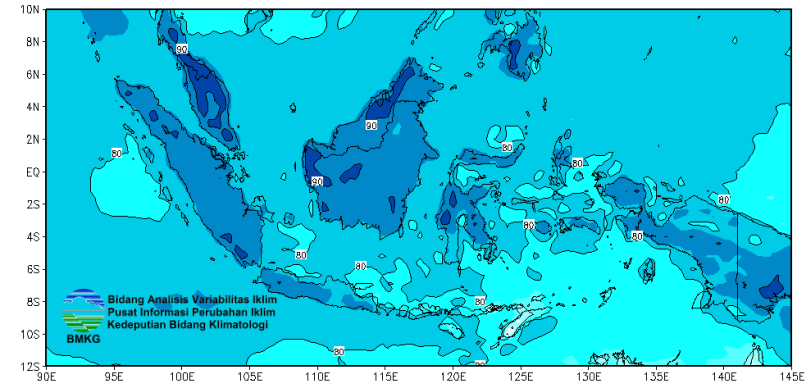 10N
8N
6N
4N
2N
EQ
2S
4S
6S
8S
10S
12S
90
90
90
80
80
80
80
80
80
80
80
80
80
80
Bidang Analisis Variabilitas Iklim
Pusat Informasi Perubahan Iklim
Kedeputian Bidang Klimatologi
BMKG
90E 95E 100E 105E 110E 115E 120E 125E 130E 135E 140E 145E